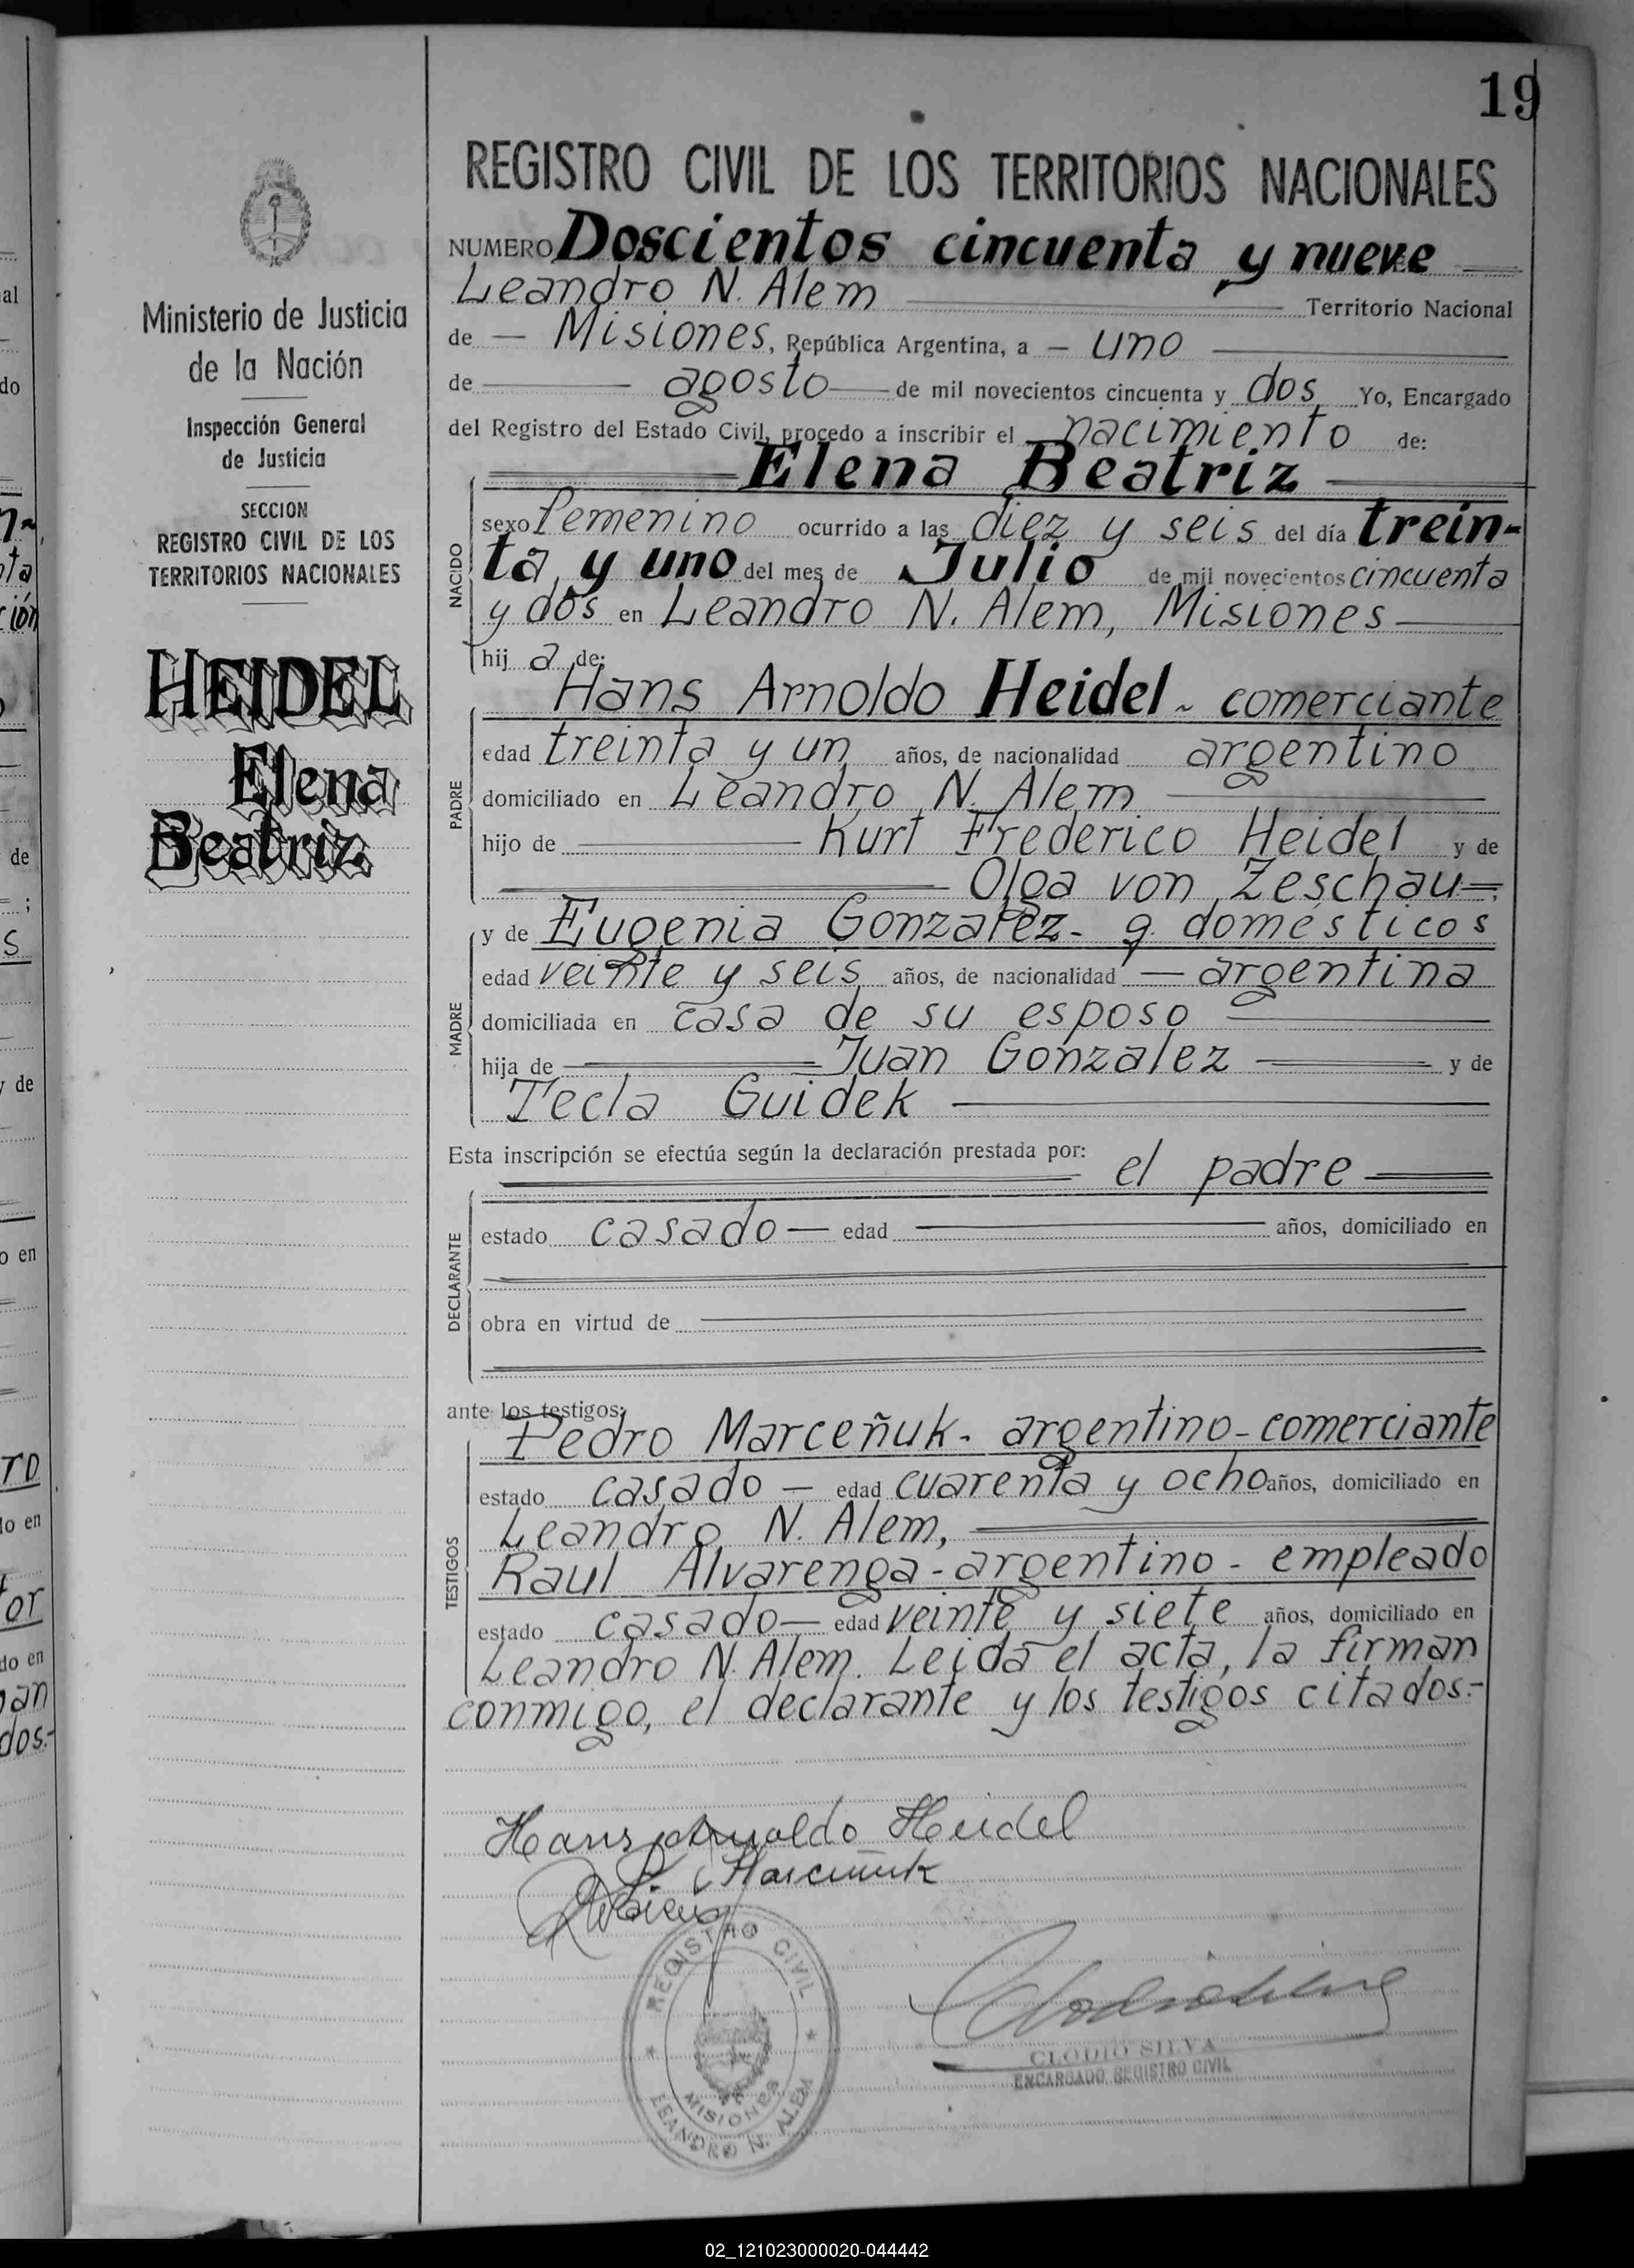 19
REGISTRO CIVIL DE LOS TERRITORIOS NACIONALES
NUMERO Doscientos cincuenta y nueve
Leandro N. Alem Territorio Nacional
de Misiones, República Argentina, a uno
de agosto de mil novecientos cincuenta y dos Yo, Encargado
del Registro del Estado Civil, procedo a inscribir el nacimiento de:
Elena Beatriz
NACIDO
sexo femenino ocurrido a las diez y seis del día trein-
ta y uno del mes de Julio de mil novecientos cincuenta
y dos en Leandro N. Alem, Misiones
hij a de:
PADRE
Hans Arnoldo Heidel - comerciante
edad treinta y un años, de nacionalidad argentino
domiciliado en Leandro N. Alem
hijo de Kurt Frederico Heidel y de
Olga von Zeschau
MADRE
y de Eugenia Gonzalez - q. domésticos
edad veinte y seis años, de nacionalidad argentina
domiciliada en casa de su esposo
hija de Juan Gonzalez y de
Tecla Guidek
Esta inscripción se efectúa según la declaración prestada por: el padre
DECLARANTE
estado casado edad años, domiciliado en
obra en virtud de
ante los testigos:
TESTIGOS
Pedro Marceñuk - argentino - comerciante
estado casado edad cuarenta y ocho años, domiciliado en
Leandro N. Alem,
Raul Alvarenga - argentino - empleado
estado casado edad veinte y siete años, domiciliado en
Leandro N. Alem. Leida el acta, la firman
conmigo, el declarante y los testigos citados.-
Hans Arnoldo Heidel
REGISTRO CIVIL
MISIONES
LEANDRO N. ALEM
CLODIO SILVA
ENCARGADO REGISTRO CIVIL
Ministerio de Justicia
de la Nación
Inspección General
de Justicia
SECCION
REGISTRO CIVIL DE LOS
TERRITORIOS NACIONALES
HEIDEL
Elena
Beatriz
02_121023000020-044442